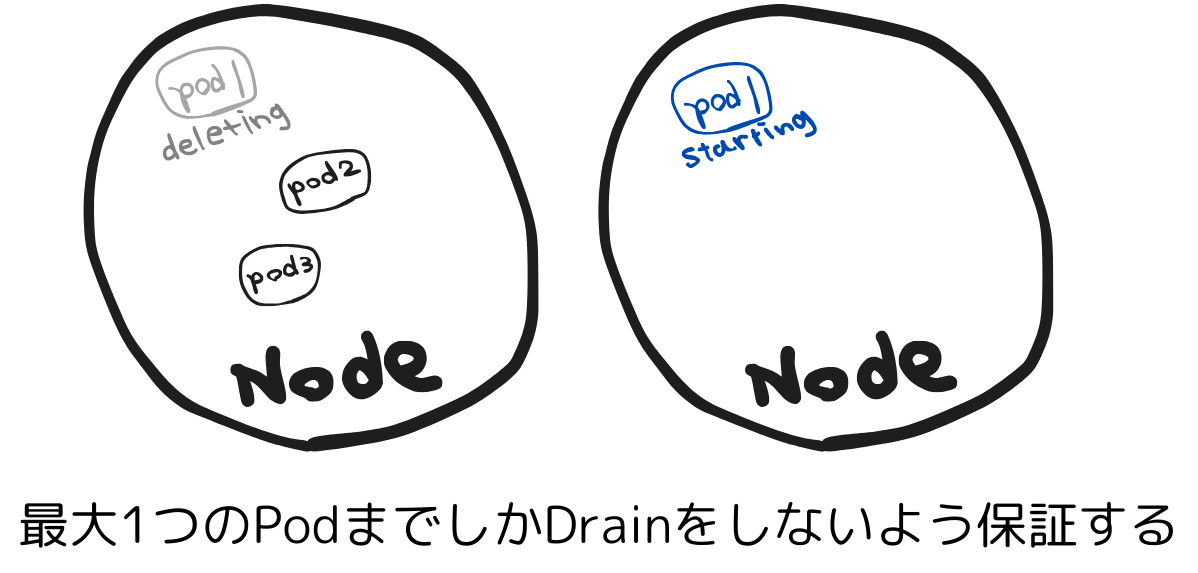 pod1
deleting
pod2
pod3
Node
pod1
starting
Node
最大1つのPodまでしかDrainをしないよう保証する